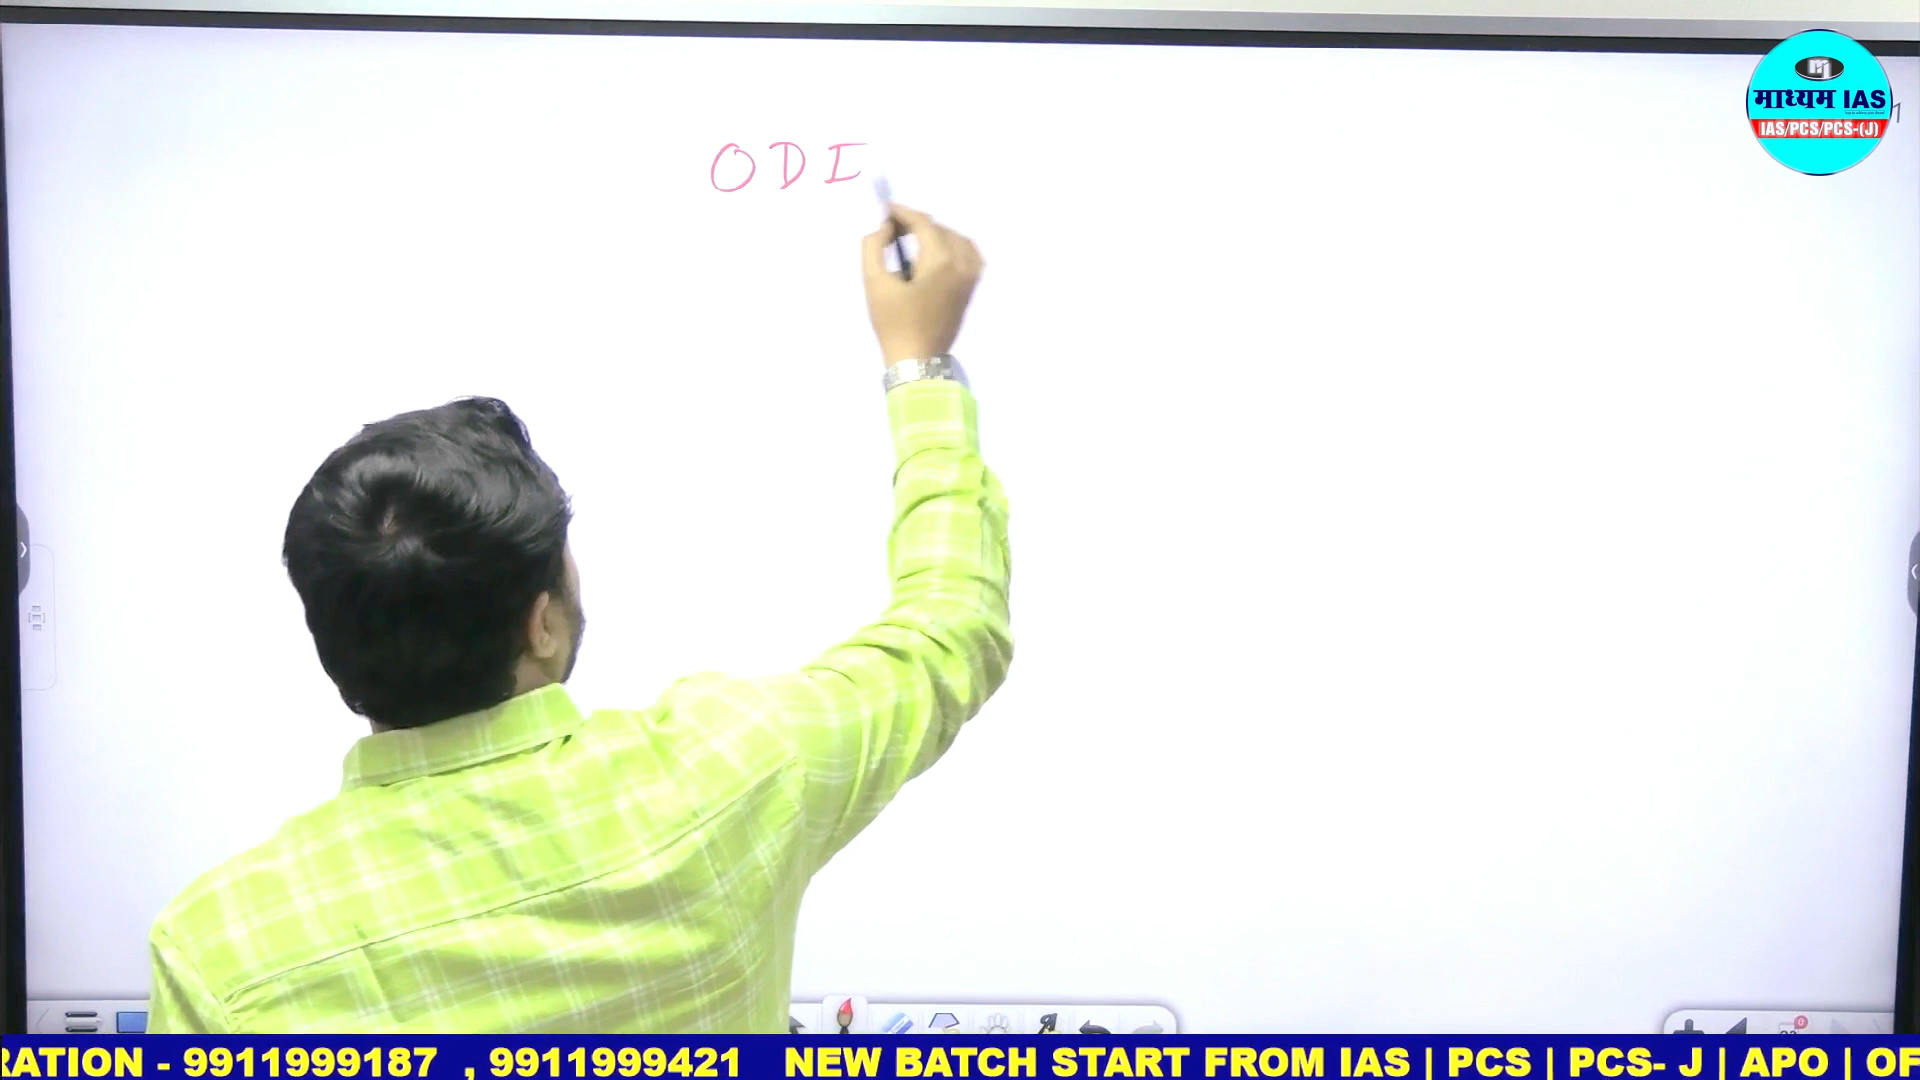 माध्यम IAS
IAS/PCS/PCS-(J)
ODI
RATION - 9911999187 , 9911999421 NEW BATCH START FROM IAS | PCS | PCS- J | APO | OF